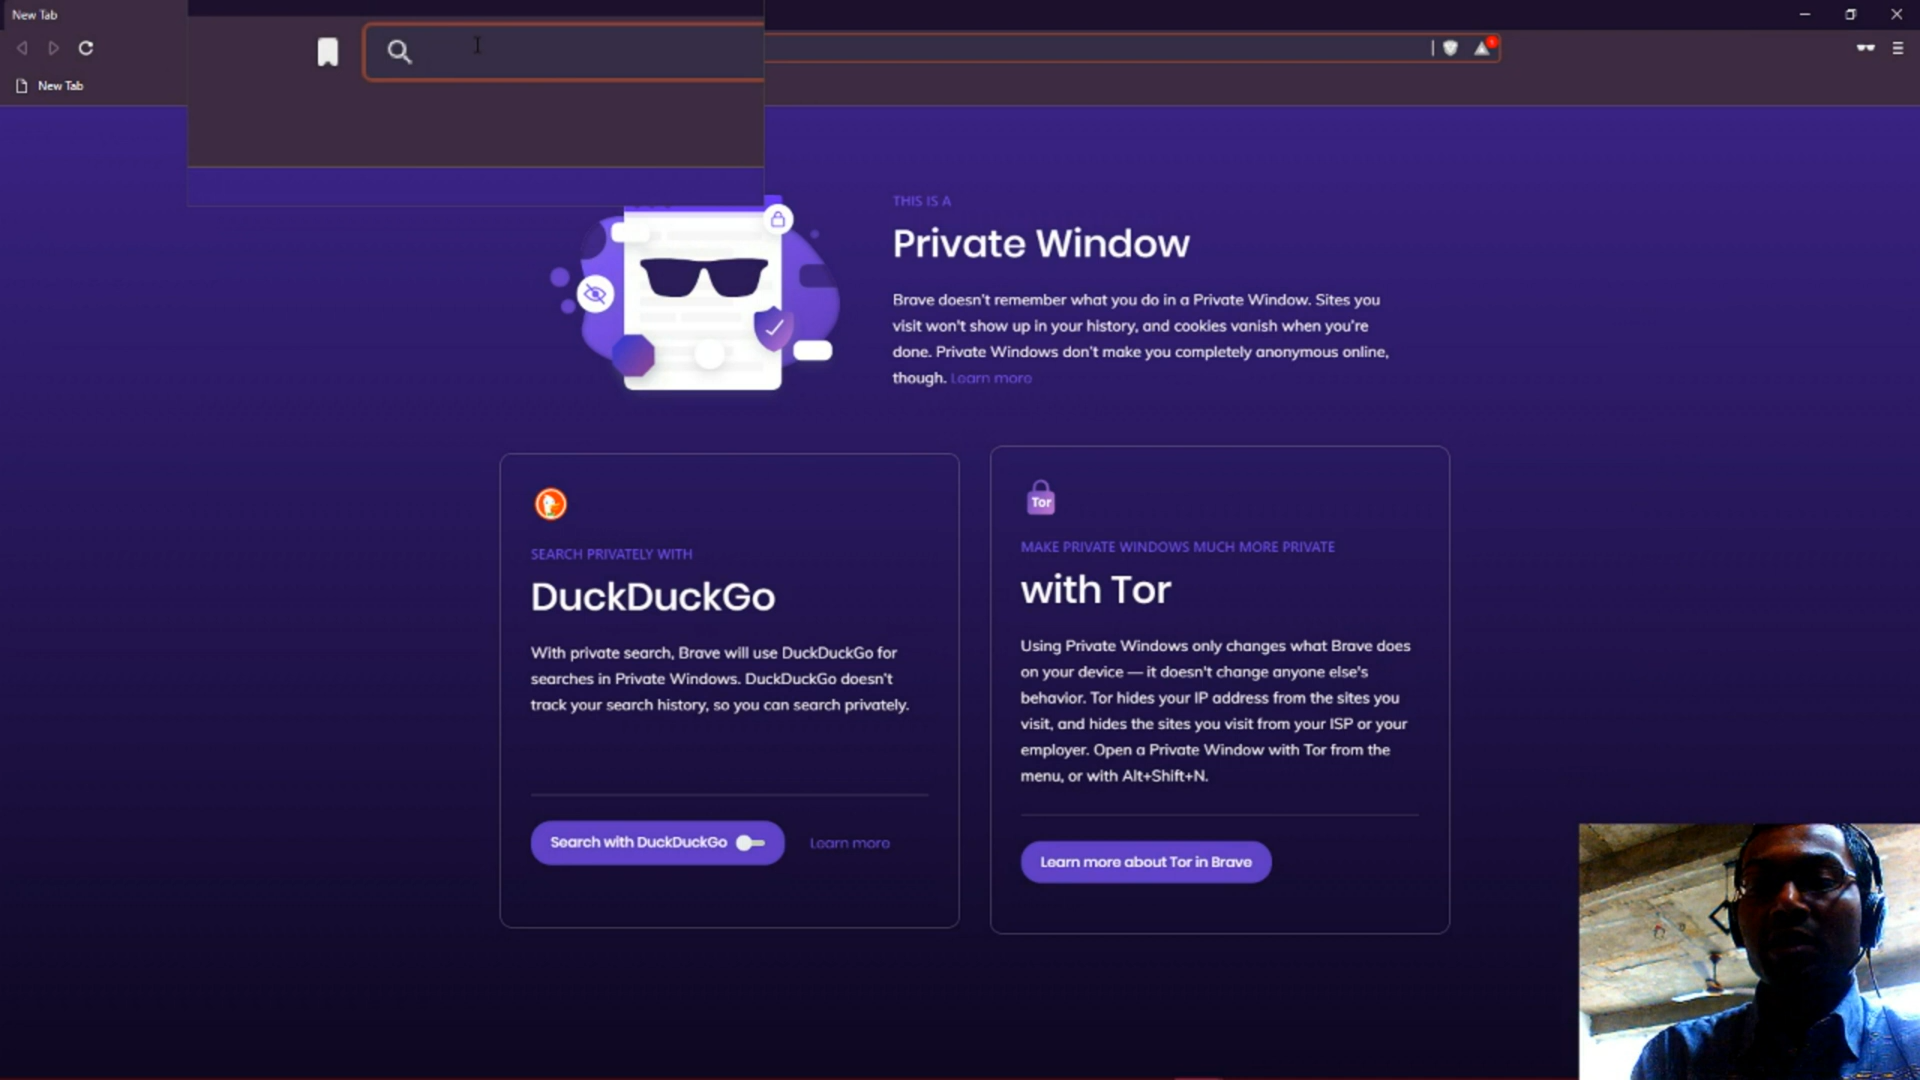 New Tab
New Tab
THIS IS A
Private Window
Brave doesn't remember what you do in a Private Window. Sites you
visit won't show up in your history, and cookies vanish when you're
done. Private Windows don't make you completely anonymous online,
though. Learn more
SEARCH PRIVATELY WITH
DuckDuckGo
With private search, Brave will use DuckDuckGo for
searches in Private Windows. DuckDuckGo doesn't
track your search history, so you can search privately.
Search with DuckDuckGo
Learn more
Tor
MAKE PRIVATE WINDOWS MUCH MORE PRIVATE
with Tor
Using Private Windows only changes what Brave does
on your device — it doesn't change anyone else's
behavior. Tor hides your IP address from the sites you
visit, and hides the sites you visit from your ISP or your
employer. Open a Private Window with Tor from the
menu, or with Alt+Shift+N.
Learn more about Tor in Brave